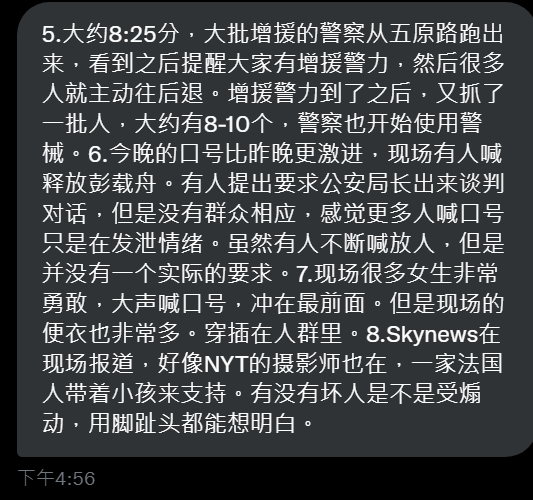 5.大约8:25分，大批增援的警察从五原路跑出
来，看到之后提醒大家有增援警力，然后很多
人就主动往后退。增援警力到了之后，又抓了
一批人，大约有8-10个，警察也开始使用警
械。6.今晚的口号比昨晚更激进，现场有人喊
释放彭载舟。有人提出要求公安局长出来谈判
对话，但是没有群众相应，感觉更多人喊口号
只是在发泄情绪。虽然有人不断喊放人，但是
并没有一个实际的要求。7.现场很多女生非常
勇敢，大声喊口号，冲在最前面。但是现场的
便衣也非常多。穿插在人群里。8.Skynews在
现场报道，好像NYT的摄影师也在，一家法国
人带着小孩来支持。有没有坏人是不是受煽
动，用脚趾头都能想明白。
下午4:56